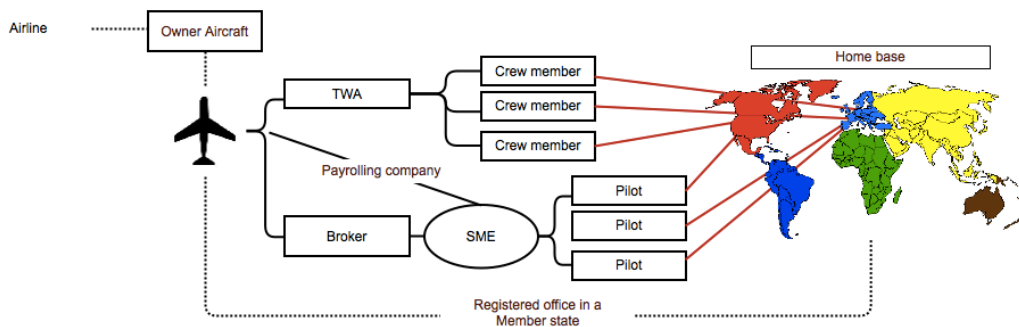 Airline
Owner Aircraft
Home base
Crew member
TWA
Crew member
Crew member
Payrolling company
Pilot
Pilot
Broker
SME
Pilot
Registered office in a
Member state